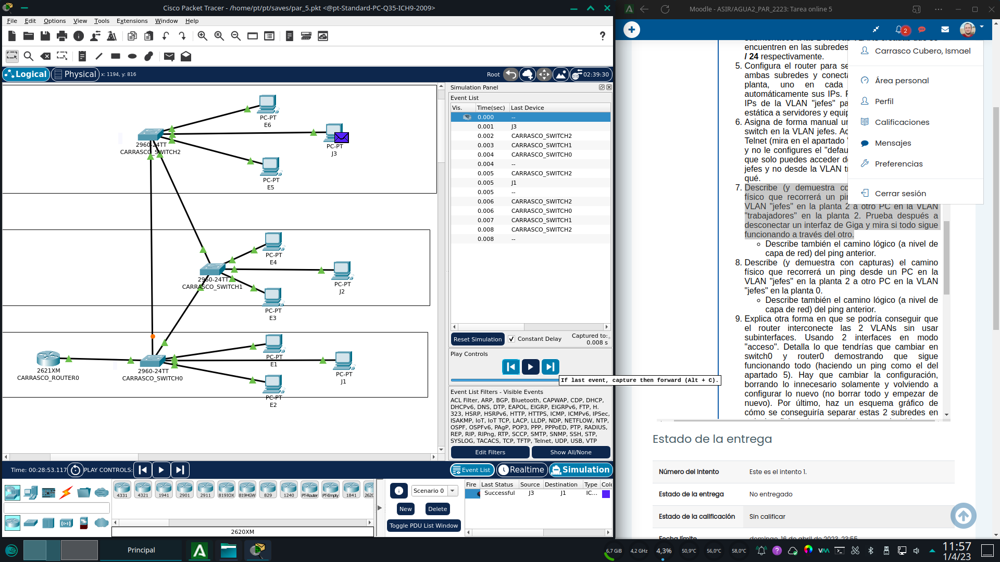 Cisco Packet Tracer - /home/pt/pt/saves/par_5.pkt <@pt-Standard-PC-Q35-ICH9-2009>
File Edit Options View Tools Extensions Window Help
?
Logical
Physical
x: 1194, y: 816
Root
02:39:30
PC-PT
E6
2960-24TT
CARRASCO_SWITCH2
PC-PT
J3
PC-PT
E5
PC-PT
E4
2960-24TT
CARRASCO_SWITCH1
PC-PT
J2
PC-PT
E3
2621XM
CARRASCO_ROUTER0
2960-24TT
CARRASCO_SWITCH0
PC-PT
E1
PC-PT
J1
PC-PT
E2
Simulation Panel
Event List
Vis. Time(sec) Last Device
0.000 --
0.001 J3
0.002 CARRASCO_SWITCH2
0.003 CARRASCO_SWITCH1
0.004 CARRASCO_SWITCH0
0.004 --
0.005 CARRASCO_SWITCH2
0.005 J1
0.005 --
0.006 CARRASCO_SWITCH2
0.006 CARRASCO_SWITCH0
0.007 CARRASCO_SWITCH1
0.008 CARRASCO_SWITCH2
0.008 --
Reset Simulation
Constant Delay
Captured to:
0.008 s
Play Controls
If last event, capture then forward (Alt + C).
Event List Filters - Visible Events
ACL Filter, ARP, BGP, Bluetooth, CAPWAP, CDP, DHCP,
DHCPv6, DNS, DTP, EAPOL, EIGRP, EIGRPv6, FTP, H.
323, HSRP, HSRPv6, HTTP, HTTPS, ICMP, ICMPv6, IPSec,
ISAKMP, IoT, IoT TCP, LACP, LLDP, NDP, NETFLOW, NTP,
OSPF, OSPFv6, PAgP, POP3, PPP, PPPoED, PTP, RADIUS,
REP, RIP, RIPng, RTP, SCCP, SMTP, SNMP, SSH, STP,
SYSLOG, TACACS, TCP, TFTP, Telnet, UDP, USB, VTP
Edit Filters
Show All/None
Time: 00:28:53.117
PLAY CONTROLS:
Event List
Realtime
Simulation
4331 4321 1941 2901 2911 819IOX 819HGW 829 1240 PT-Router PT-Empty 1841 2620
2620XM
Scenario 0
New
Delete
Toggle PDU List Window
Fire Last Status Source Destination Type Colo
Successful J3 J1 IC...
Moodle - ASIR/AGUA2_PAR_2223: Tarea online 5
2
encuentren en las subredes
/ 24 respectivamente.
5. Configura el router para se
ambas subredes y conecta
planta, uno en cada
automáticamente sus IPs.
IPs de la VLAN "jefes" pa
estática a servidores y equip
6. Asigna de forma manual un
switch en la VLAN jefes. Ac
Telnet (mira en el apartado
y no le configures el "defau
que solo puedes acceder de
jefes y no desde la VLAN tr
qué.
7. Describe (y demuestra co
físico que recorrerá un pin
VLAN "jefes" en la planta 2 a otro PC en la VLAN
"trabajadores" en la planta 2. Prueba después a
desconectar un interfaz de Giga y mira si todo sigue
funcionando a través del otro.
Describe también el camino lógico (a nivel de
capa de red) del ping anterior.
8. Describe (y demuestra con capturas) el camino
físico que recorrerá un ping desde un PC en la
VLAN "jefes" en la planta 2 a otro PC en la VLAN
"jefes" en la planta 0.
Describe también el camino lógico (a nivel de
capa de red) del ping anterior.
9. Explica otra forma en que se podría conseguir que
el router interconecte las 2 VLANs sin usar
subinterfaces. Usando 2 interfaces en modo
"acceso". Detalla lo que tendrías que cambiar en
switch0 y router0 demostrando que sigue
funcionando todo (haciendo un ping como el del
apartado 5). Hay que cambiar la configuración,
borrando lo innecesario solamente y volviendo a
configurar lo nuevo (no borrar todo y empezar de
nuevo). Por último, haz un esquema gráfico de
cómo se conseguiría separar estas 2 subredes en
Carrasco Cubero, Ismael
Área personal
Perfil
Calificaciones
Mensajes
Preferencias
Cerrar sesión
Estado de la entrega
Número del intento Este es el intento 1.
Estado de la entrega No entregado
Estado de la calificación Sin calificar
Fecha límite domingo, 16 de abril de 2023, 23:55
Principal
6,7 GiB
4,2 GHz
4,3%
50,9°C
56,0°C
58,0°C
11:57
1/4/23